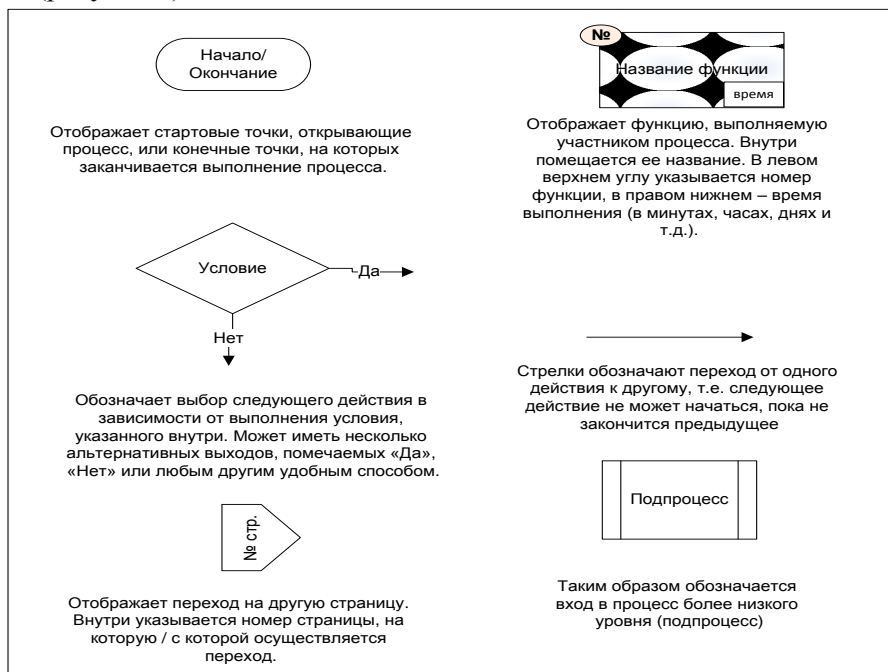 Начало/
Окончание
Отображает стартовые точки, открывающие
процесс, или конечные точки, на которых
заканчивается выполнение процесса.
№
Название функции
время
Отображает функцию, выполняемую
участником процесса. Внутри
помещается ее название. В левом
верхнем углу указывается номер
функции, в правом нижнем – время
выполнения (в минутах, часах, днях и
т.д.).
Условие
Да
Нет
Обозначает выбор следующего действия в
зависимости от выполнения условия,
указанного внутри. Может иметь несколько
альтернативных выходов, помечаемых «Да»,
«Нет» или любым другим удобным способом.
Стрелки обозначают переход от одного
действия к другому, т.е. следующее
действие не может начаться, пока не
закончится предыдущее
№ стр.
Отображает переход на другую страницу.
Внутри указывается номер страницы, на
которую / с которой осуществляется
переход.
Подпроцесс
Таким образом обозначается
вход в процесс более низкого
уровня (подпроцесс)